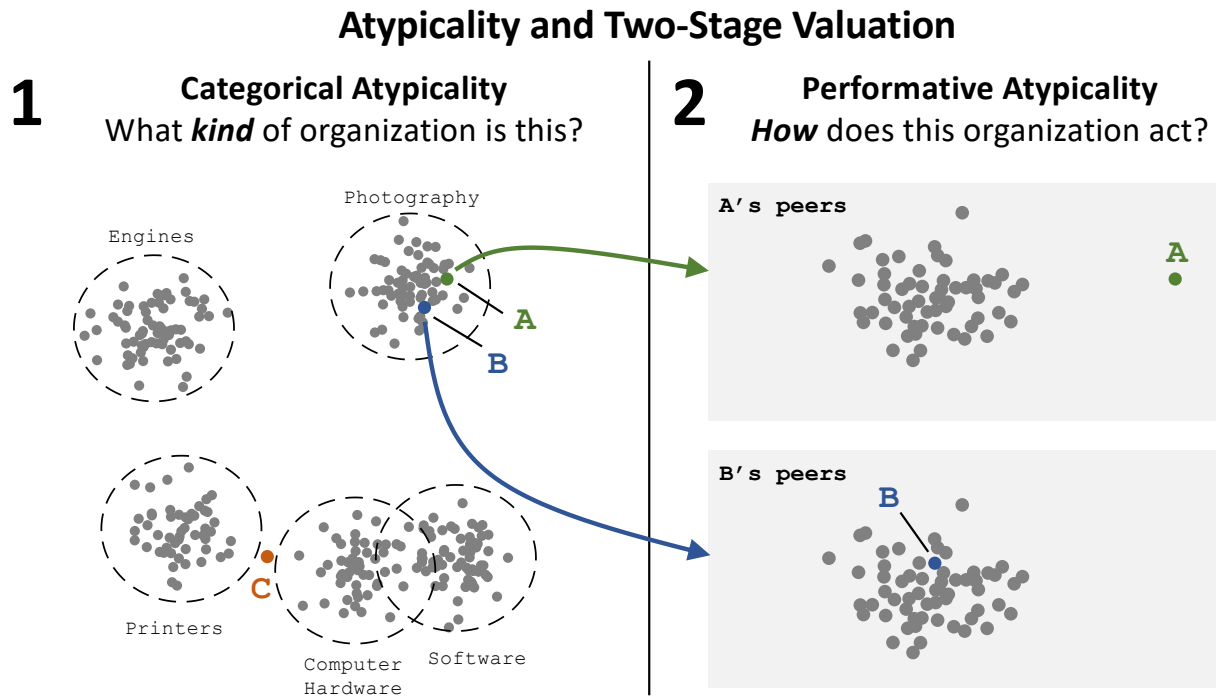 Atypicality and Two-Stage Valuation
1
Categorical Atypicality
What kind of organization is this?
Photography
Engines
A
B
C
Printers
Computer
Hardware
Software
2
Performative Atypicality
How does this organization act?
A's peers
A
B's peers
B